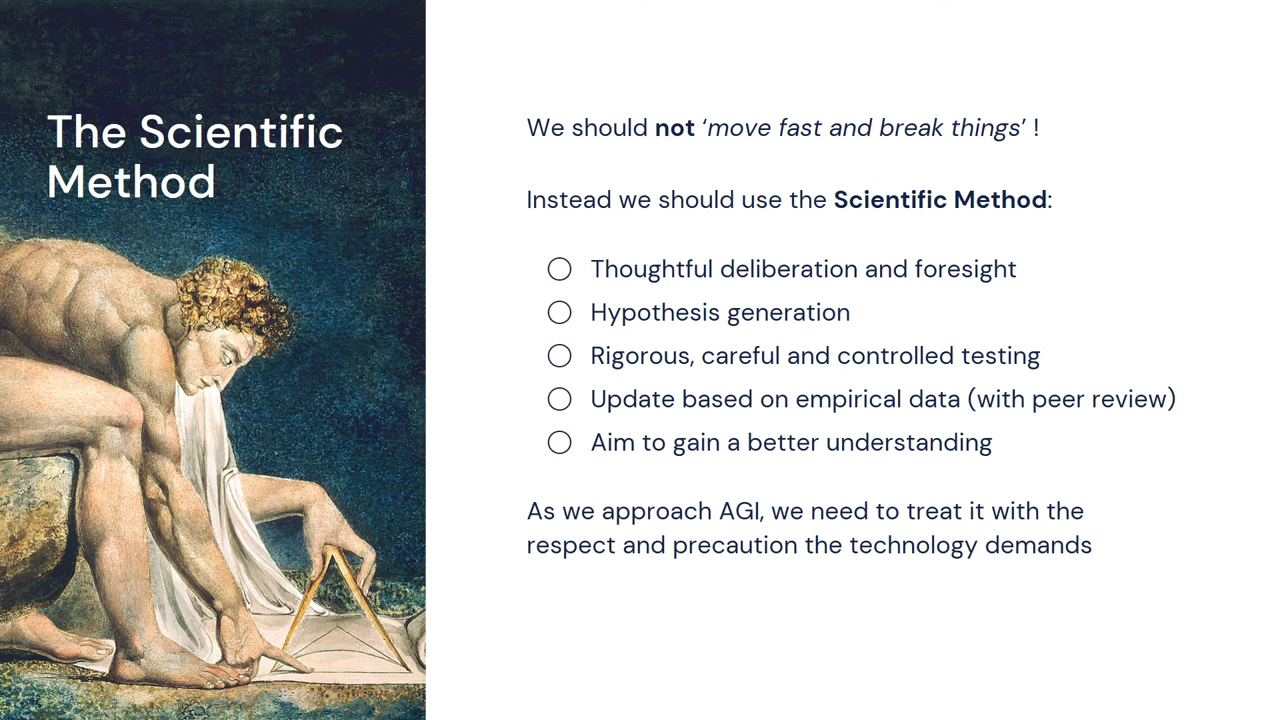 The Scientific
Method
We should not ‘move fast and break things’ !
Instead we should use the Scientific Method:
Thoughtful deliberation and foresight
Hypothesis generation
Rigorous, careful and controlled testing
Update based on empirical data (with peer review)
Aim to gain a better understanding
As we approach AGI, we need to treat it with the
respect and precaution the technology demands